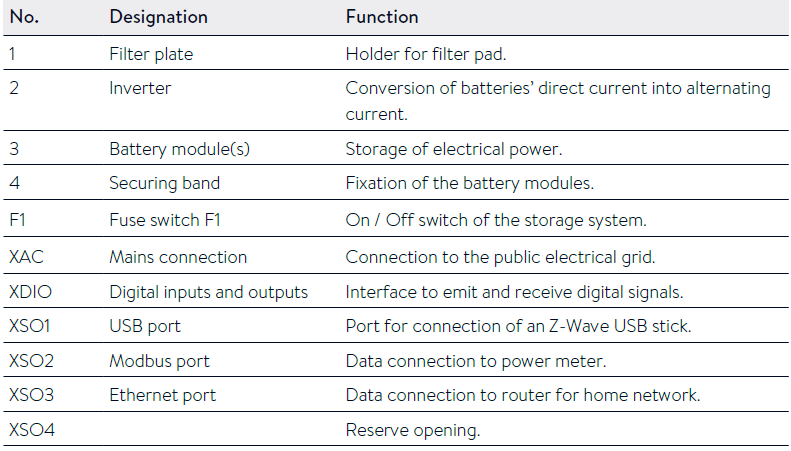 No. Designation Function
1 Filter plate Holder for filter pad.
2 Inverter Conversion of batteries’ direct current into alternating
current.
3 Battery module(s) Storage of electrical power.
4 Securing band Fixation of the battery modules.
F1 Fuse switch F1 On / Off switch of the storage system.
XAC Mains connection Connection to the public electrical grid.
XDIO Digital inputs and outputs Interface to emit and receive digital signals.
XSO1 USB port Port for connection of an Z-Wave USB stick.
XSO2 Modbus port Data connection to power meter.
XSO3 Ethernet port Data connection to router for home network.
XSO4 Reserve opening.